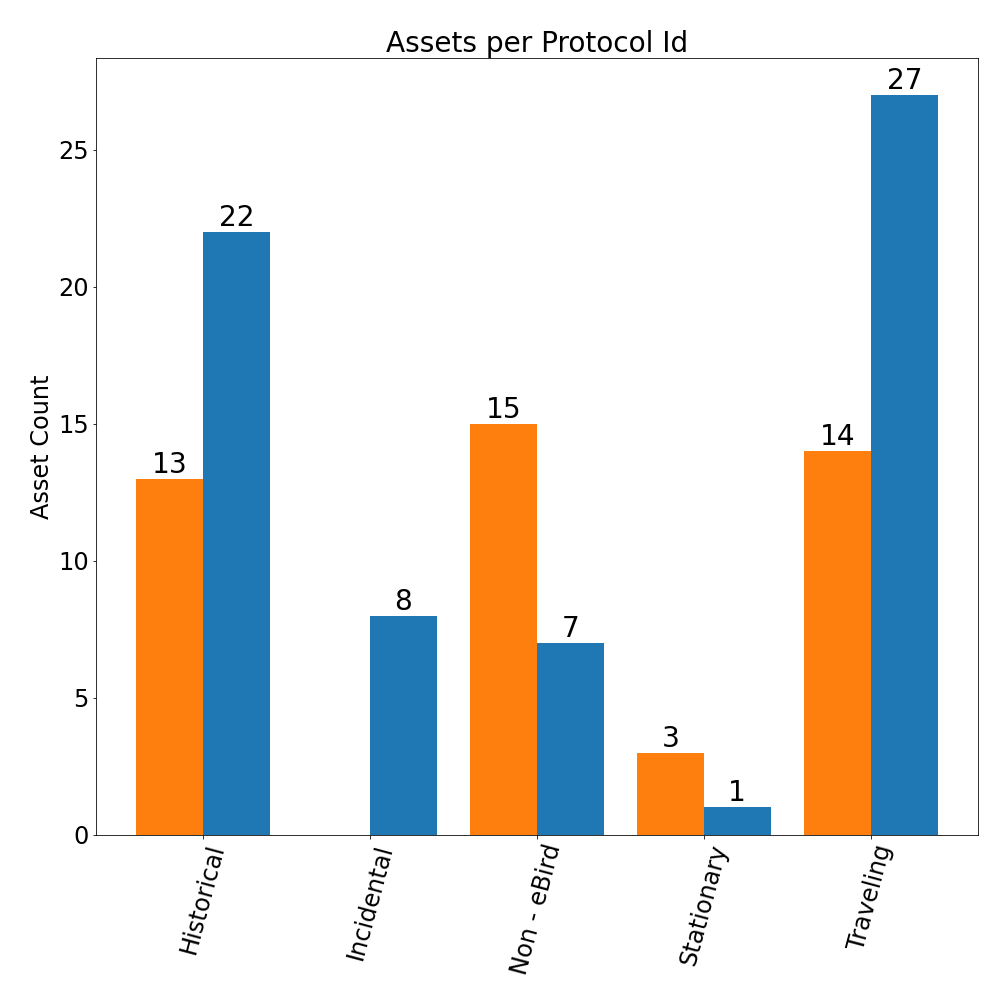 Assets per Protocol Id
27
25
22
20
Asset Count
15
15
14
13
10
8
7
5
3
1
0
Historical
Incidental
Non - eBird
Stationary
Traveling